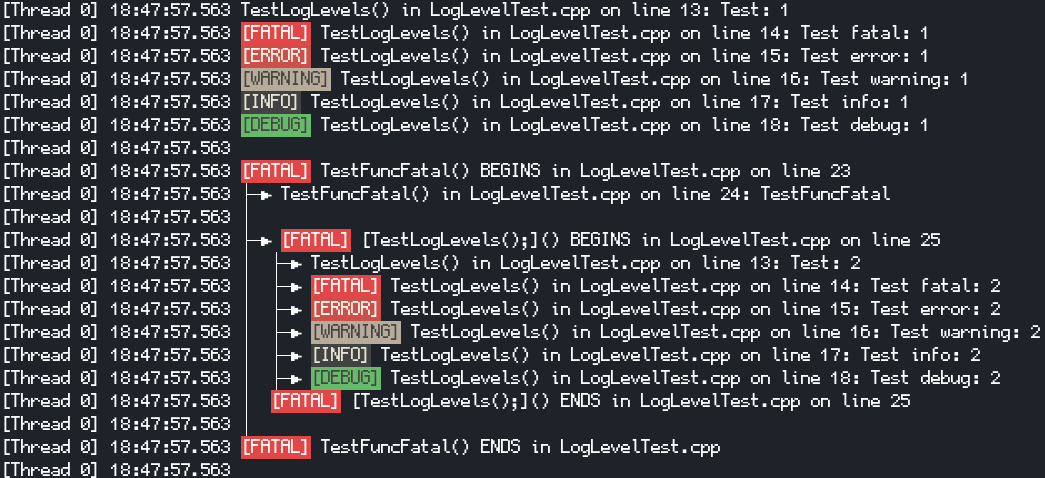 [Thread 0] 18:47:57.563 TestLogLevels() in LogLevelTest.cpp on line 13: Test: 1
[Thread 0] 18:47:57.563 [FATAL] TestLogLevels() in LogLevelTest.cpp on line 14: Test fatal: 1
[Thread 0] 18:47:57.563 [ERROR] TestLogLevels() in LogLevelTest.cpp on line 15: Test error: 1
[Thread 0] 18:47:57.563 [WARNING] TestLogLevels() in LogLevelTest.cpp on line 16: Test warning: 1
[Thread 0] 18:47:57.563 [INFO] TestLogLevels() in LogLevelTest.cpp on line 17: Test info: 1
[Thread 0] 18:47:57.563 [DEBUG] TestLogLevels() in LogLevelTest.cpp on line 18: Test debug: 1
[Thread 0] 18:47:57.563
[Thread 0] 18:47:57.563 [FATAL] TestFuncFatal() BEGINS in LogLevelTest.cpp on line 23
[Thread 0] 18:47:57.563 TestFuncFatal() in LogLevelTest.cpp on line 24: TestFuncFatal
[Thread 0] 18:47:57.563
[Thread 0] 18:47:57.563 [FATAL] [TestLogLevels();]() BEGINS in LogLevelTest.cpp on line 25
[Thread 0] 18:47:57.563 TestLogLevels() in LogLevelTest.cpp on line 13: Test: 2
[Thread 0] 18:47:57.563 [FATAL] TestLogLevels() in LogLevelTest.cpp on line 14: Test fatal: 2
[Thread 0] 18:47:57.563 [ERROR] TestLogLevels() in LogLevelTest.cpp on line 15: Test error: 2
[Thread 0] 18:47:57.563 [WARNING] TestLogLevels() in LogLevelTest.cpp on line 16: Test warning: 2
[Thread 0] 18:47:57.563 [INFO] TestLogLevels() in LogLevelTest.cpp on line 17: Test info: 2
[Thread 0] 18:47:57.563 [DEBUG] TestLogLevels() in LogLevelTest.cpp on line 18: Test debug: 2
[Thread 0] 18:47:57.563 [FATAL] [TestLogLevels();]() ENDS in LogLevelTest.cpp on line 25
[Thread 0] 18:47:57.563
[Thread 0] 18:47:57.563 [FATAL] TestFuncFatal() ENDS in LogLevelTest.cpp
[Thread 0] 18:47:57.563